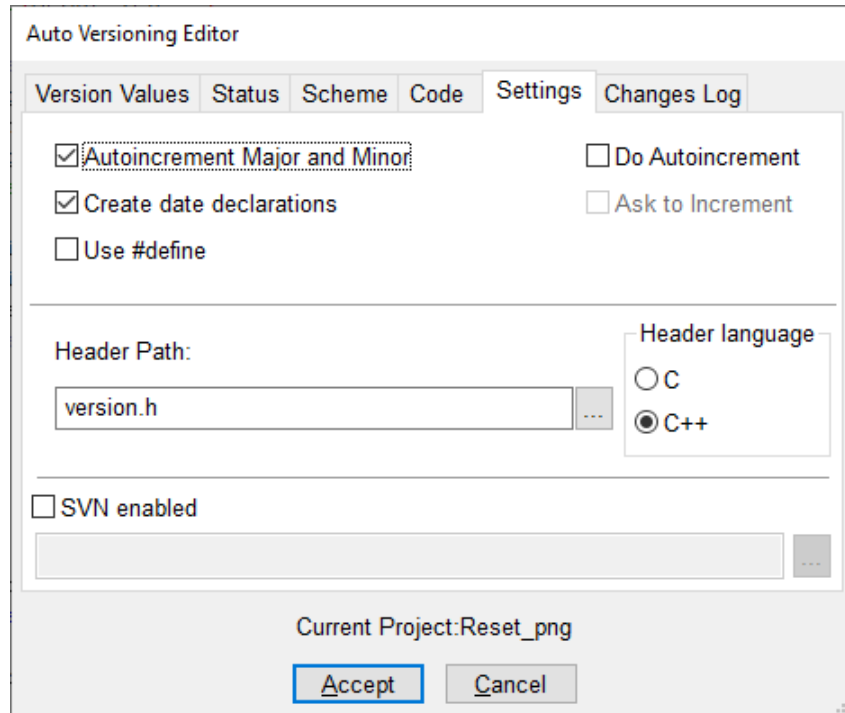 Auto Versioning Editor
Version Values Status Scheme Code Settings Changes Log
Autoincrement Major and Minor Do Autoincrement
Create date declarations Ask to Increment
Use #define
Header language
Header Path:
C
version.h ...
C++
SVN enabled
...
Current Project:Reset_png
Accept Cancel